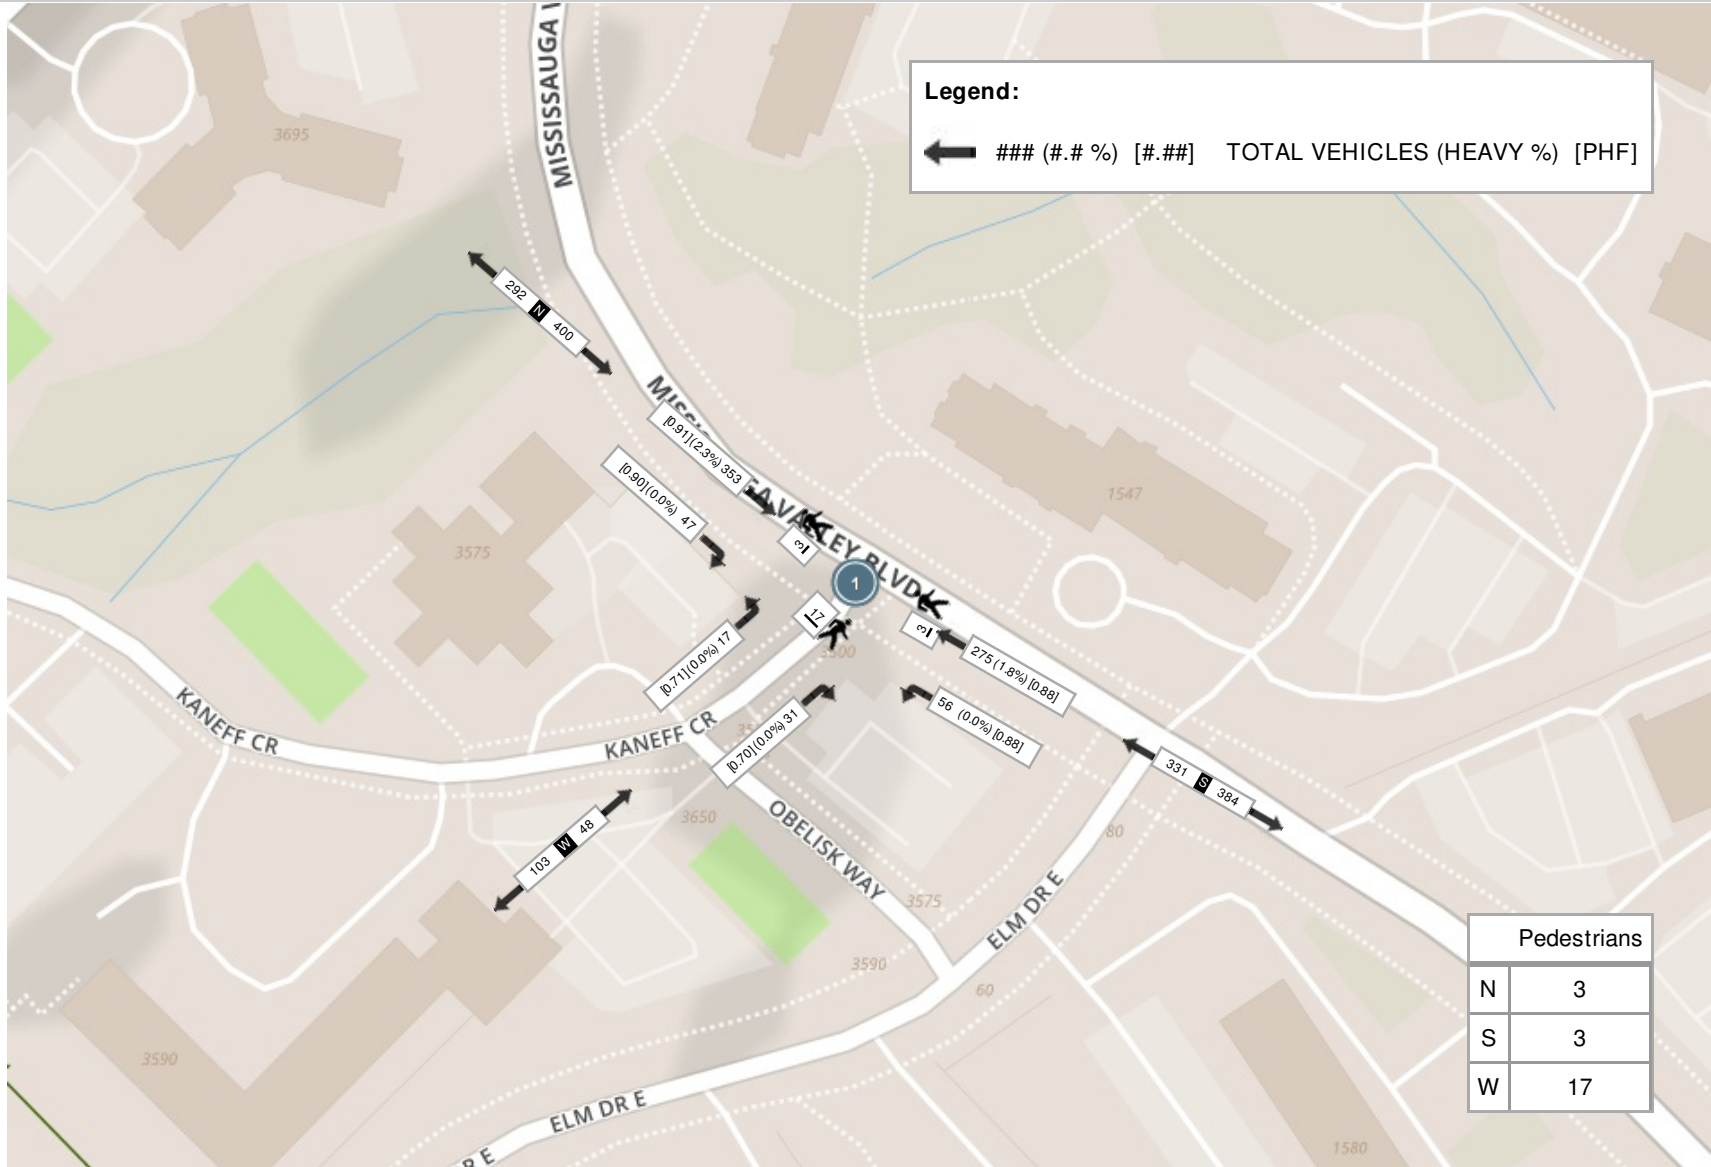 MISSISSAUGA V
3695
Legend:
### (#.# %) [#.##] TOTAL VEHICLES (HEAVY %) [PHF]
292 N 400
[0.91] (2.3%) 353
[0.90] (0.0%) 47
MISSISSAUGA VALLEY BLVD
1547
3575
3
1
17
3
3500
275 (1.8%) [0.88]
56 (0.0%) [0.88]
[0.71] (0.0%) 17
[0.70] (0.0%) 31
KANEFF CR
KANEFF CR
331 S 384
103 W 48
3650
OBELISK WAY
80
3575
ELM DR E
3590
60
Pedestrians
N 3
S 3
W 17
3590
ELM DR E
R E
1580